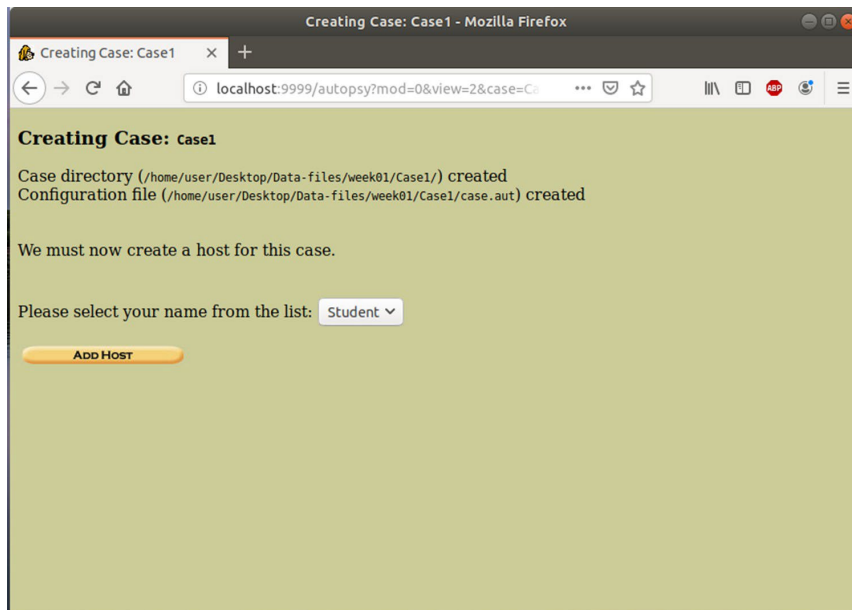 Creating Case: Case1 - Mozilla Firefox
Creating Case: Case1
localhost:9999/autopsy?mod=0&view=2&case=Ca
ABP
Creating Case: Case1
Case directory (/home/user/Desktop/Data-files/week01/Case1/) created
Configuration file (/home/user/Desktop/Data-files/week01/Case1/case.aut) created
We must now create a host for this case.
Please select your name from the list: Student
ADD HOST